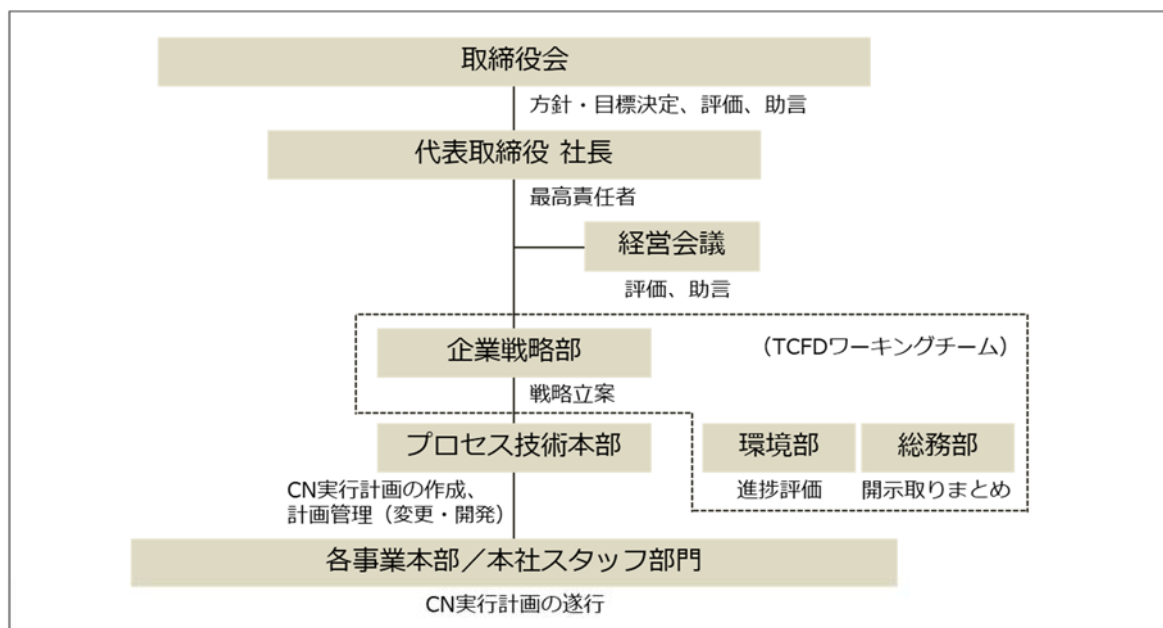 取締役会
方針・目標決定、評価、助言
代表取締役 社長
最高責任者
経営会議
評価、助言
企業戦略部
（TCFDワーキングチーム）
戦略立案
プロセス技術本部
環境部
総務部
CN実行計画の作成、
計画管理（変更・開発）
進捗評価
開示取りまとめ
各事業本部／本社スタッフ部門
CN実行計画の遂行